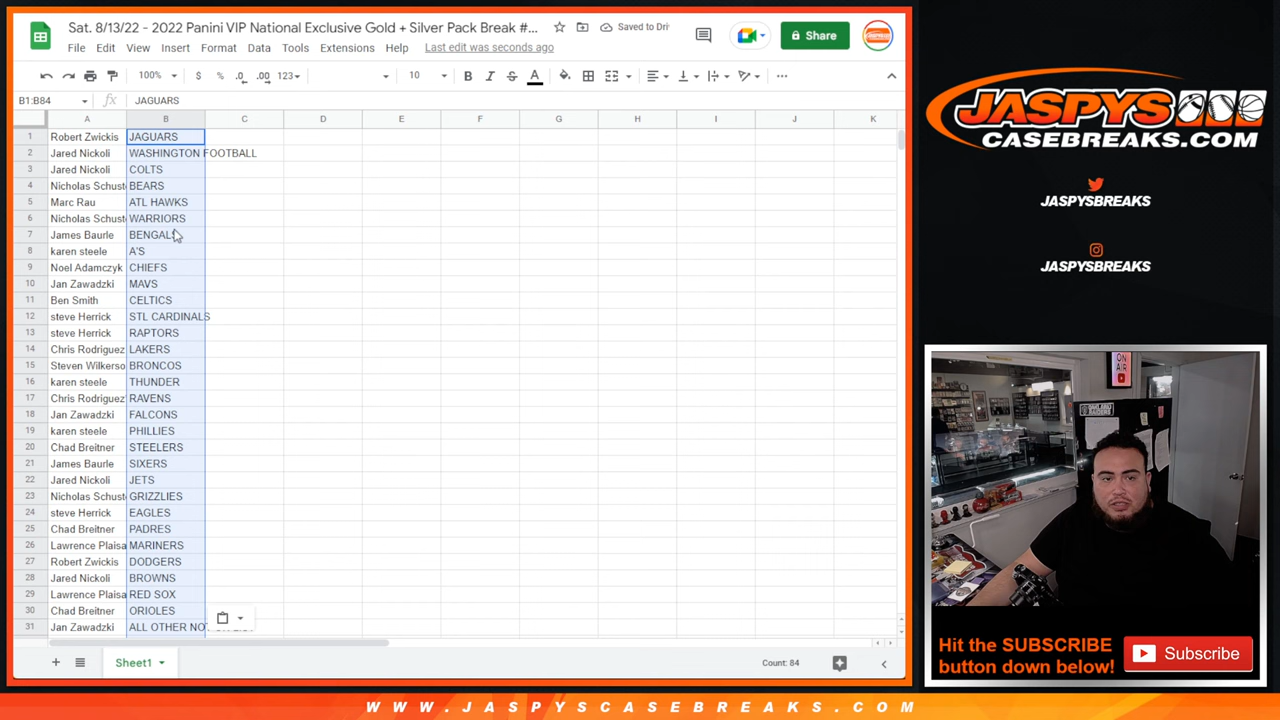 Sat. 8/13/22 - 2022 Panini VIP National Exclusive Gold + Silver Pack Break #...
Saved to Dri
Share
File Edit View Insert Format Data Tools Extensions Help Last edit was seconds ago
100% $ % .0 .00 123 10 B I S A
B1:B84 fx JAGUARS
A B C D E F G H I J K
1 Robert Zwickis JAGUARS
2 Jared Nickoli WASHINGTON FOOTBALL
3 Jared Nickoli COLTS
4 Nicholas Schust BEARS
5 Marc Rau ATL HAWKS
6 Nicholas Schust WARRIORS
7 James Baurle BENGALS
8 karen steele A'S
9 Noel Adamczyk CHIEFS
10 Jan Zawadzki MAVS
11 Ben Smith CELTICS
12 steve Herrick STL CARDINALS
13 steve Herrick RAPTORS
14 Chris Rodriguez LAKERS
15 Steven Wilkerso BRONCOS
16 karen steele THUNDER
17 Chris Rodriguez RAVENS
18 Jan Zawadzki FALCONS
19 karen steele PHILLIES
20 Chad Breitner STEELERS
21 James Baurle SIXERS
22 Jared Nickoli JETS
23 Nicholas Schust GRIZZLIES
24 steve Herrick EAGLES
25 Chad Breitner PADRES
26 Lawrence Plaisa MARINERS
27 Robert Zwickis DODGERS
28 Jared Nickoli BROWNS
29 Lawrence Plaisa RED SOX
30 Chad Breitner ORIOLES
31 Jan Zawadzki ALL OTHER
Sheet1
Count: 84
JASPYS
CASEBREAKS.COM
JASPYSBREAKS
JASPYSBREAKS
ON
AIR
Hit the SUBSCRIBE
button down below!
Subscribe
WWW.JASPYSCASEBREAKS.COM